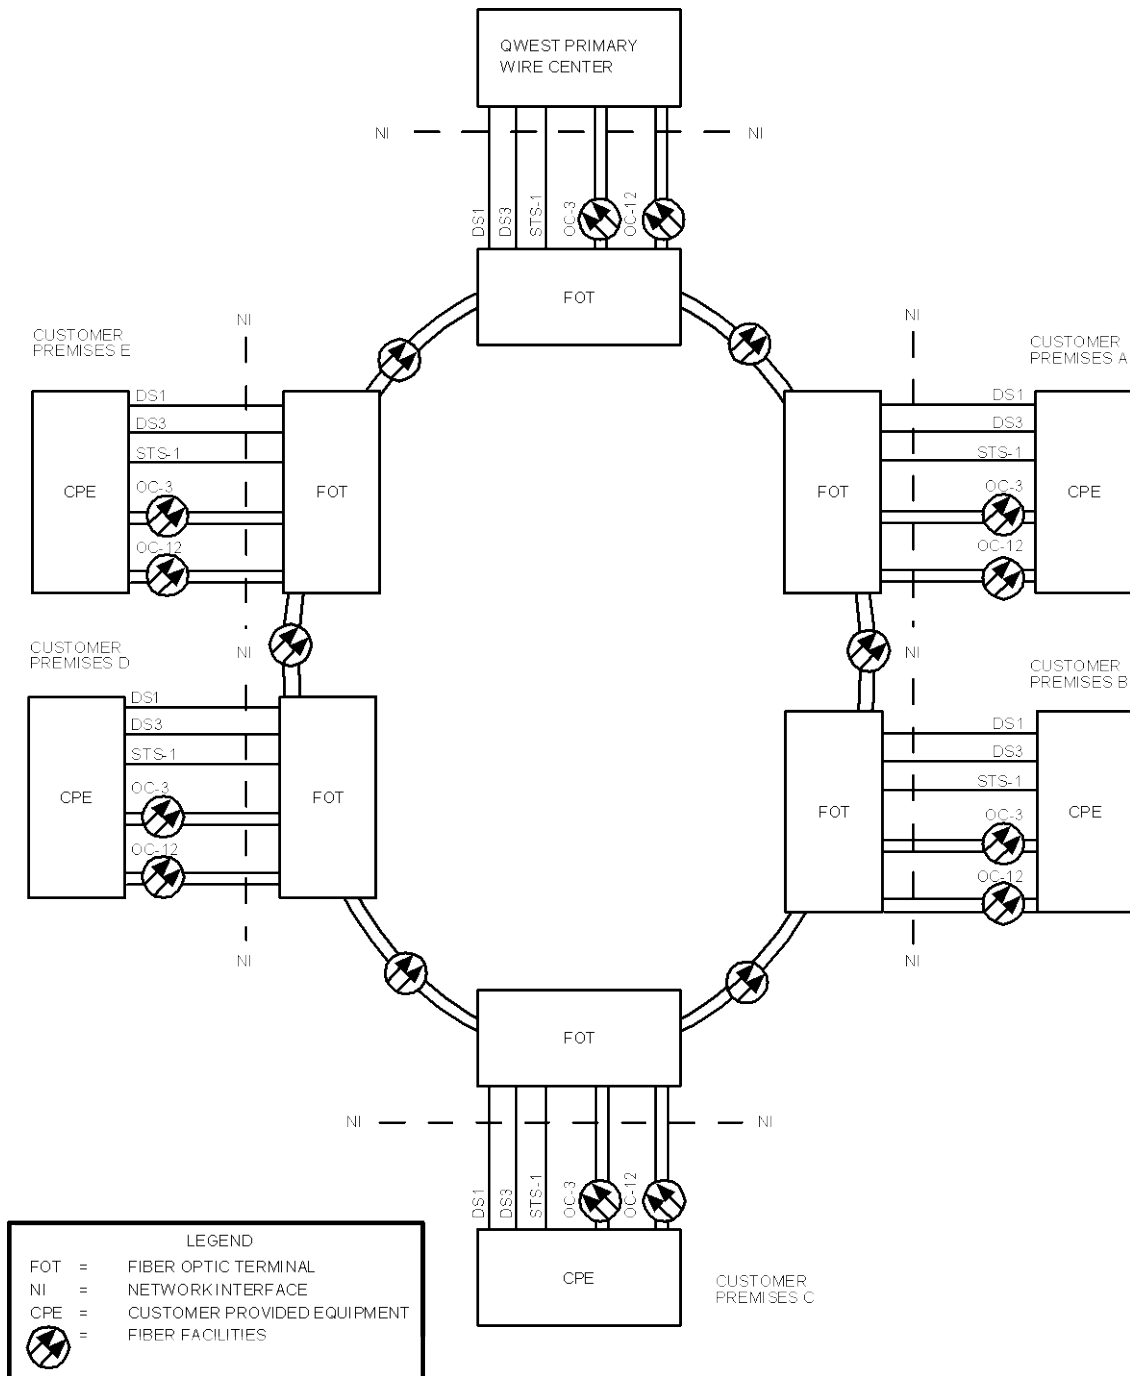 QWEST PRIMARY
WIRE CENTER
NI
NI
DS1
DS3
STS-1
OC-3
OC-12
FOT
CUSTOMER
PREMISES E
NI
DS1
DS3
STS-1
OC-3
OC-12
CPE
FOT
NI
CUSTOMER
PREMISES A
DS1
DS3
STS-1
OC-3
OC-12
FOT
CPE
CUSTOMER
PREMISES D
NI
DS1
DS3
STS-1
OC-3
OC-12
CPE
FOT
NI
NI
CUSTOMER
PREMISES B
DS1
DS3
STS-1
OC-3
OC-12
FOT
CPE
NI
FOT
NI
NI
DS1
DS3
STS-1
OC-3
OC-12
CPE
CUSTOMER
PREMISES C
LEGEND
FOT = FIBER OPTIC TERMINAL
NI = NETWORK INTERFACE
CPE = CUSTOMER PROVIDED EQUIPMENT
= FIBER FACILITIES